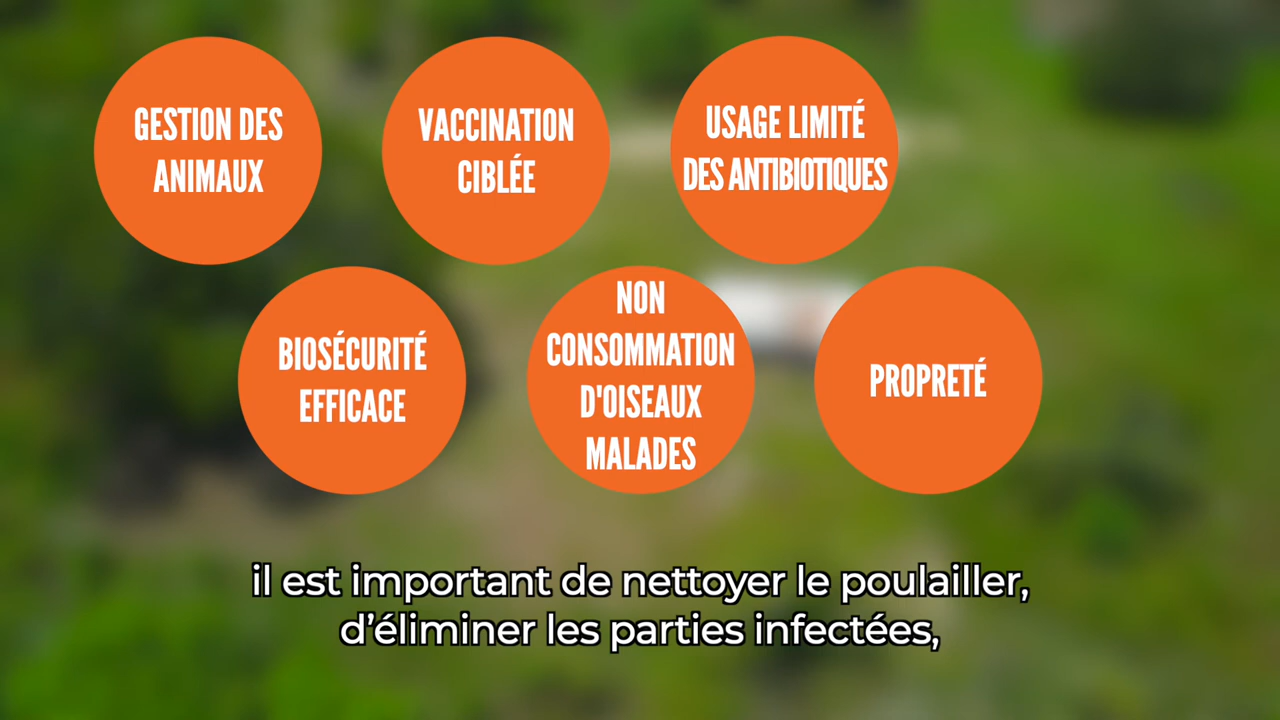 GESTION DES
ANIMAUX
VACCINATION
CIBLÉE
USAGE LIMITÉ
DES ANTIBIOTIQUES
BIOSÉCURITÉ
EFFICACE
NON
CONSOMMATION
D'OISEAUX
MALADES
PROPRETÉ
il est important de nettoyer le poulailler,
d’éliminer les parties infectées,